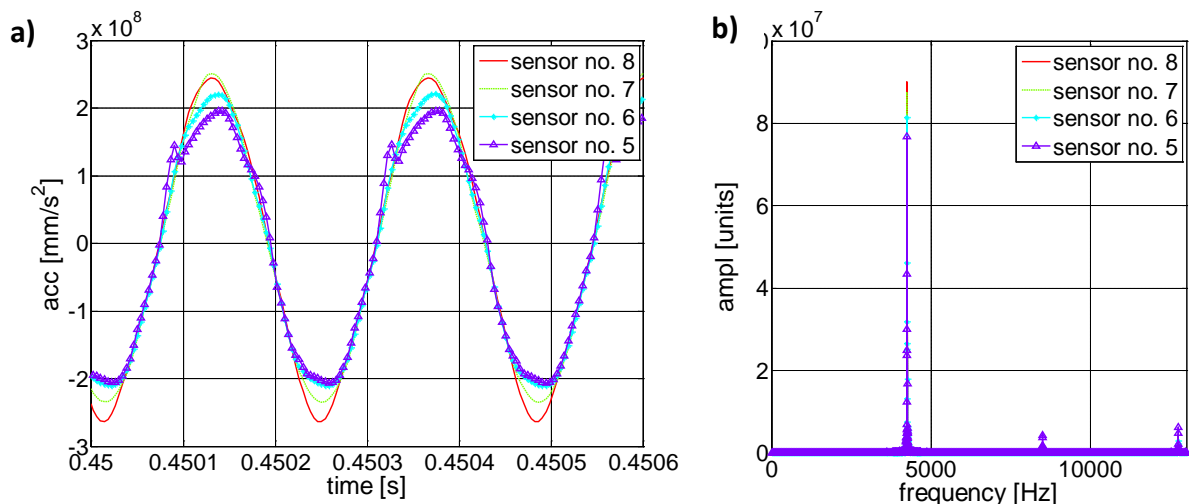 a)
× 10^8
3
2
1
0
-1
-2
-3
acc [mm/s²]
sensor no. 8
sensor no. 7
sensor no. 6
sensor no. 5
0.45 0.4501 0.4502 0.4503 0.4504 0.4505 0.4506
time [s]
b)
× 10^7
8
6
4
2
0
ampl [units]
sensor no. 8
sensor no. 7
sensor no. 6
sensor no. 5
0 5000 10000
frequency [Hz]